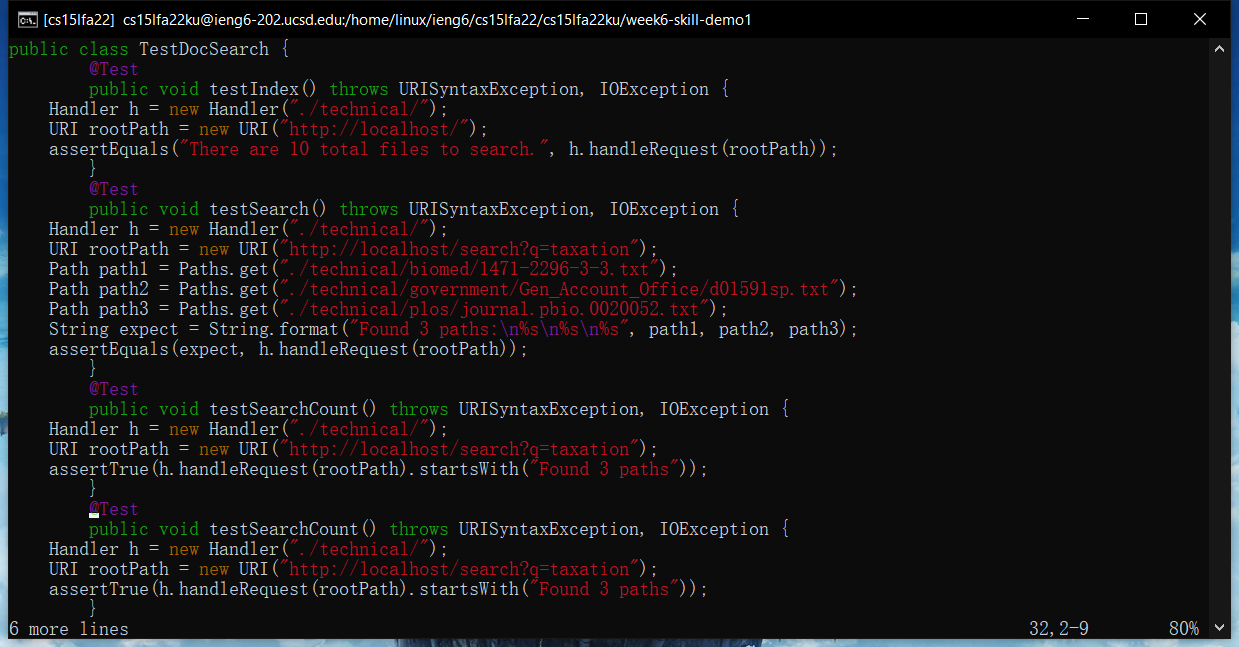 [cs15lfa22] cs15lfa22ku@ieng6-202.ucsd.edu:/home/linux/ieng6/cs15lfa22/cs15lfa22ku/week6-skill-demo1
public class TestDocSearch {
        @Test
        public void testIndex() throws URISyntaxException, IOException {
    Handler h = new Handler("./technical/");
    URI rootPath = new URI("http://localhost/");
    assertEquals("There are 10 total files to search.", h.handleRequest(rootPath));
        }
        @Test
        public void testSearch() throws URISyntaxException, IOException {
    Handler h = new Handler("./technical/");
    URI rootPath = new URI("http://localhost/search?q=taxation");
    Path path1 = Paths.get("./technical/biomed/1471-2296-3-3.txt");
    Path path2 = Paths.get("./technical/government/Gen_Account_Office/d01591sp.txt");
    Path path3 = Paths.get("./technical/plos/journal.pbio.0020052.txt");
    String expect = String.format("Found 3 paths:\n%s\n%s\n%s", path1, path2, path3);
    assertEquals(expect, h.handleRequest(rootPath));
        }
        @Test
        public void testSearchCount() throws URISyntaxException, IOException {
    Handler h = new Handler("./technical/");
    URI rootPath = new URI("http://localhost/search?q=taxation");
    assertTrue(h.handleRequest(rootPath).startsWith("Found 3 paths"));
        }
        @Test
        public void testSearchCount() throws URISyntaxException, IOException {
    Handler h = new Handler("./technical/");
    URI rootPath = new URI("http://localhost/search?q=taxation");
    assertTrue(h.handleRequest(rootPath).startsWith("Found 3 paths"));
        }
6 more lines 32,2-9 80%